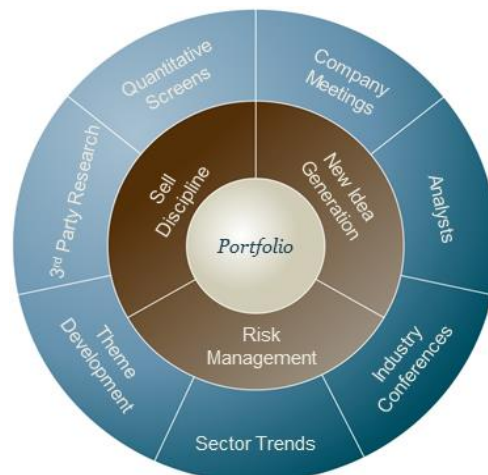 Quantitative
Screens
Company
Meetings
Analysts
Industry
Conferences
Sector Trends
Theme
Development
3rd Party Research
Sell
Discipline
New Idea
Generation
Risk
Management
Portfolio